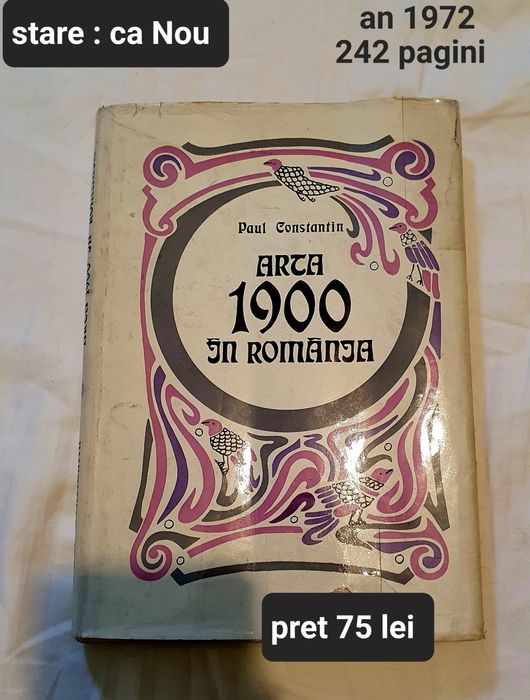 stare : ca Nou
an 1972
242 pagini
Paul Constantin
ARTA
1900
ÎN ROMÂNIA
pret 75 lei